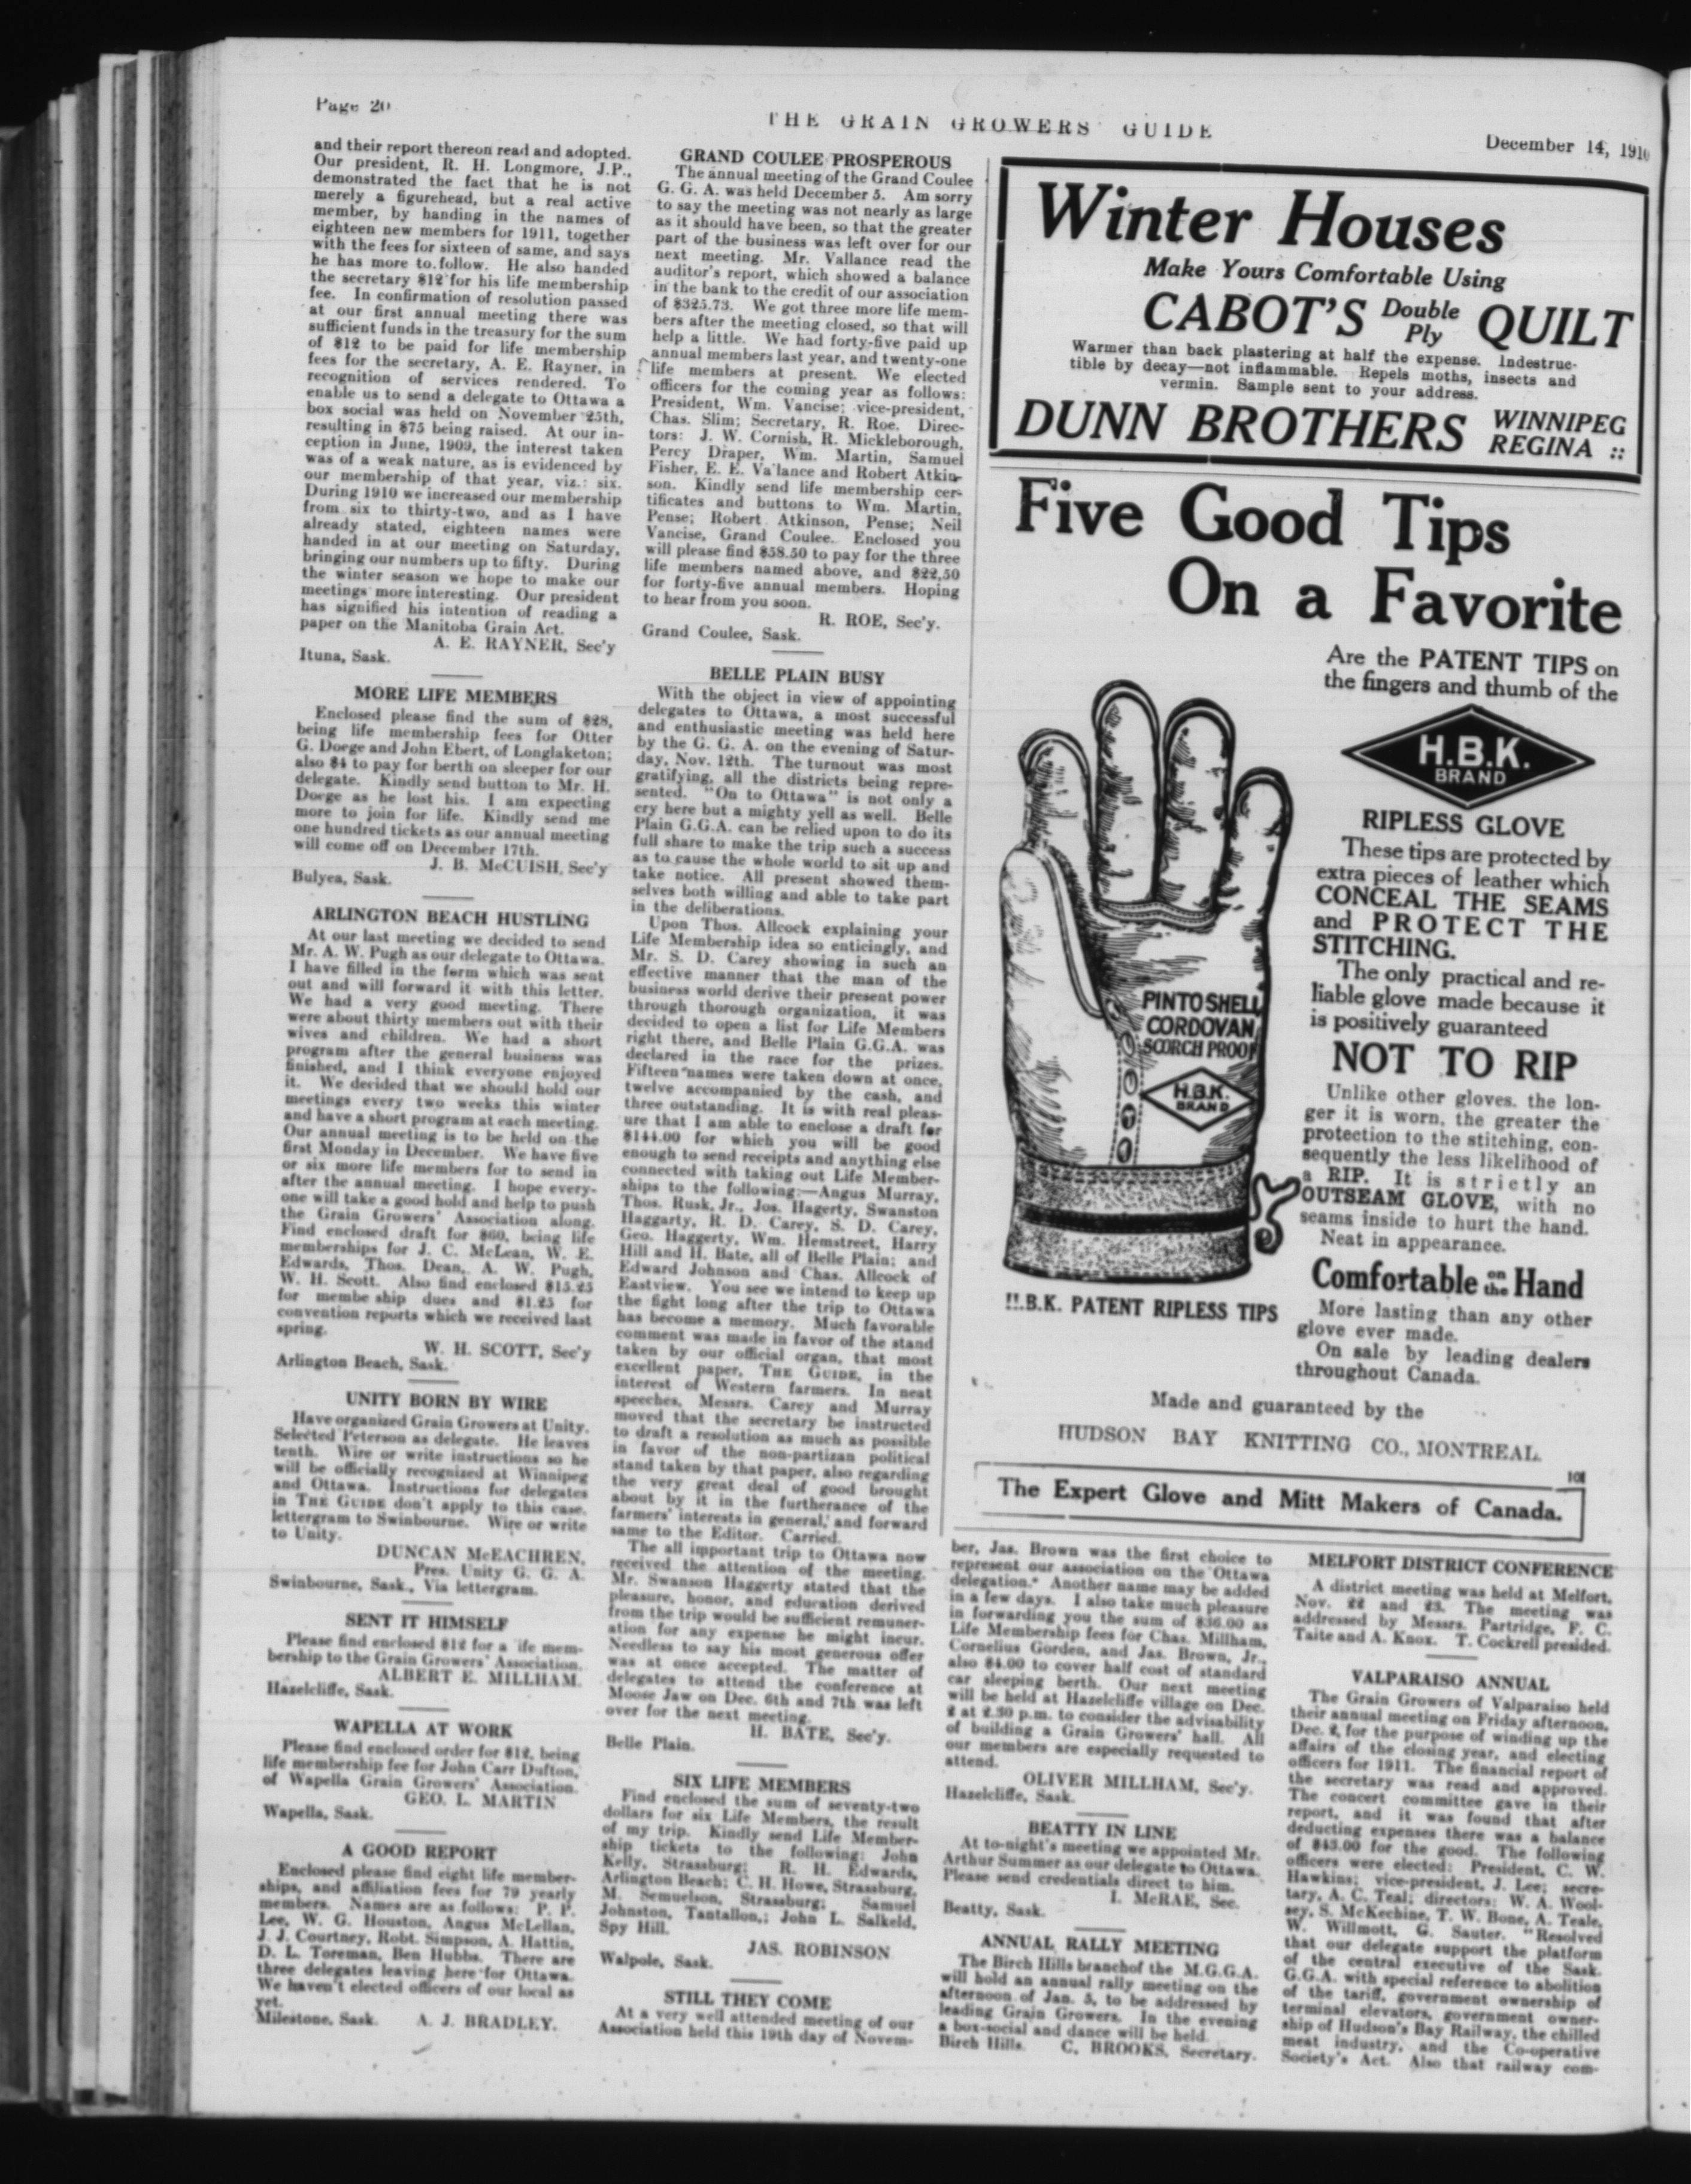 Page 20
THE GRAIN GROWERS' GUIDE
December 14, 1910
and their report thereon read and adopted.
Our president, R. H. Longmore, J.P.,
demonstrated the fact that he is not
merely a figurehead, but a real active
member, by handing in the names of
eighteen new members for 1911, together
with the fees for sixteen of same, and says
he has more to follow. He also handed
the secretary $12 for his life membership
fee. In confirmation of resolution passed
at our first annual meeting there was
sufficient funds in the treasury for the sum
of $12 to be paid for life membership
fees for the secretary, A. E. Rayner, in
recognition of services rendered. To
enable us to send a delegate to Ottawa a
box social was held on November 25th,
resulting in $75 being raised. At our in-
ception in June, 1909, the interest taken
was of a weak nature, as is evidenced by
our membership of that year, viz.: six.
During 1910 we increased our membership
from six to thirty-two, and as I have
already stated, eighteen names were
handed in at our meeting on Saturday,
bringing our numbers up to fifty. During
the winter season we hope to make our
meetings more interesting. Our president
has signified his intention of reading a
paper on the Manitoba Grain Act.
A. E. RAYNER, Sec'y
Ituna, Sask.
MORE LIFE MEMBERS
Enclosed please find the sum of $28,
being life membership fees for Otter
G. Doege and John Ebert, of Longlaketon;
also $4 to pay for berth on sleeper for our
delegate. Kindly send button to Mr. H.
Doege as he lost his. I am expecting
more to join for life. Kindly send me
one hundred tickets as our annual meeting
will come off on December 17th.
J. B. McCUISH, Sec'y
Bulyea, Sask.
ARLINGTON BEACH HUSTLING
At our last meeting we decided to send
Mr. A. W. Pugh as our delegate to Ottawa.
I have filled in the form which was sent
out and will forward it with this letter.
We had a very good meeting. There
were about thirty members out with their
wives and children. We had a short
program after the general business was
finished, and I think everyone enjoyed
it. We decided that we should hold our
meetings every two weeks this winter
and have a short program at each meeting.
Our annual meeting is to be held on the
first Monday in December. We have five
or six more life members for to send in
after the annual meeting. I hope every-
one will take a good hold and help to push
the Grain Growers' Association along.
Find enclosed draft for $60, being life
memberships for J. C. McLean, W. E.
Edwards, Thos. Dean, A. W. Pugh,
W. H. Scott. Also find enclosed $15.25
for membe ship dues and $1.25 for
convention reports which we received last
spring.
W. H. SCOTT, Sec'y
Arlington Beach, Sask.
UNITY BORN BY WIRE
Have organized Grain Growers at Unity.
Selected Peterson as delegate. He leaves
tenth. Wire or write instructions so he
will be officially recognized at Winnipeg
and Ottawa. Instructions for delegates
in THE GUIDE don't apply to this case.
lettergram to Swinbourne. Wire or write
to Unity.
DUNCAN McEACHREN,
Pres. Unity G. G. A.
Swinbourne, Sask., Via lettergram.
SENT IT HIMSELF
Please find enclosed $12 for a life mem-
bership to the Grain Growers' Association.
ALBERT E. MILLHAM.
Hazelcliffe, Sask.
WAPELLA AT WORK
Please find enclosed order for $12, being
life membership fee for John Carr Dufton,
of Wapella Grain Growers' Association.
GEO. L. MARTIN
Wapella, Sask.
A GOOD REPORT
Enclosed please find eight life member-
ships, and affiliation fees for 79 yearly
members. Names are as follows: P. P.
Lee, W. G. Houston, Angus McLellan,
J. J. Courtney, Robt. Simpson, A. Hattin,
D. L. Toreman, Ben Hubbs. There are
three delegates leaving here for Ottawa.
We haven't elected officers of our local as
yet.
Milestone, Sask. A. J. BRADLEY.
GRAND COULEE PROSPEROUS
The annual meeting of the Grand Coulee
G. G. A. was held December 5. Am sorry
to say the meeting was not nearly as large
as it should have been, so that the greater
part of the business was left over for our
next meeting. Mr. Vallance read the
auditor's report, which showed a balance
in the bank to the credit of our association
of $325.73. We got three more life mem-
bers after the meeting closed, so that will
help a little. We had forty-five paid up
annual members last year, and twenty-one
life members at present. We elected
officers for the coming year as follows:
President, Wm. Vancise; vice-president,
Chas. Slim; Secretary, R. Roe. Direc-
tors: J. W. Cornish, R. Mickleborough,
Percy Draper, Wm. Martin, Samuel
Fisher, E. E. Va'lance and Robert Atkin-
son. Kindly send life membership cer-
tificates and buttons to Wm. Martin,
Pense; Robert Atkinson, Pense; Neil
Vancise, Grand Coulee. Enclosed you
will please find $58.50 to pay for the three
life members named above, and $22.50
for forty-five annual members. Hoping
to hear from you soon.
R. ROE, Sec'y.
Grand Coulee, Sask.
BELLE PLAIN BUSY
With the object in view of appointing
delegates to Ottawa, a most successful
and enthusiastic meeting was held here
by the G. G. A. on the evening of Satur-
day, Nov. 12th. The turnout was most
gratifying, all the districts being repre-
sented. "On to Ottawa" is not only a
cry here but a mighty yell as well. Belle
Plain G.G.A. can be relied upon to do its
full share to make the trip such a success
as to cause the whole world to sit up and
take notice. All present showed them-
selves both willing and able to take part
in the deliberations.
Upon Thos. Allcock explaining your
Life Membership idea so enticingly, and
Mr. S. D. Carey showing in such an
effective manner that the man of the
business world derive their present power
through thorough organization, it was
decided to open a list for Life Members
right there, and Belle Plain G.G.A. was
declared in the race for the prizes.
Fifteen names were taken down at once,
twelve accompanied by the cash, and
three outstanding. It is with real pleas-
ure that I am able to enclose a draft for
$144.00 for which you will be good
enough to send receipts and anything else
connected with taking out Life Member-
ships to the following:—Angus Murray,
Thos. Rusk, Jr., Jos. Hagerty, Swanston
Haggarty, R. D. Carey, S. D. Carey,
Geo. Haggerty, Wm. Hemstreet, Harry
Hill and H. Bate, all of Belle Plain; and
Edward Johnson and Chas. Allcock of
Eastview. You see we intend to keep up
the fight long after the trip to Ottawa
has become a memory. Much favorable
comment was made in favor of the stand
taken by our official organ, that most
excellent paper, THE GUIDE, in the
interest of Western farmers. In neat
speeches, Messrs. Carey and Murray
moved that the secretary be instructed
to draft a resolution as much as possible
in favor of the non-partizan political
stand taken by that paper, also regarding
the very great deal of good brought
about by it in the furtherance of the
farmers' interests in general, and forward
same to the Editor. Carried.
The all important trip to Ottawa now
received the attention of the meeting.
Mr. Swanson Haggerty stated that the
pleasure, honor, and education derived
from the trip would be sufficient remuner-
ation for any expense he might incur.
Needless to say his most generous offer
was at once accepted. The matter of
delegates to attend the conference at
Moose Jaw on Dec. 6th and 7th was left
over for the next meeting.
H. BATE, Sec'y.
Belle Plain.
SIX LIFE MEMBERS
Find enclosed the sum of seventy-two
dollars for six Life Members, the result
of my trip. Kindly send Life Member-
ship tickets to the following: John
Kelly, Strassburg; R. H. Edwards,
Arlington Beach; C. H. Howe, Strassburg,
M. Semuelson, Strassburg; Samuel
Johnston, Tantallon,; John L. Salkeld,
Spy Hill.
JAS. ROBINSON
Walpole, Sask.
STILL THEY COME
At a very well attended meeting of our
Association held this 19th day of Novem-
Winter Houses
Make Yours Comfortable Using
CABOT'S Double Ply QUILT
Warmer than back plastering at half the expense. Indestruc-
tible by decay—not inflammable. Repels moths, insects and
vermin. Sample sent to your address.
DUNN BROTHERS WINNIPEG
REGINA ::
Five Good Tips
On a Favorite
Are the PATENT TIPS on
the fingers and thumb of the
H.B.K.
BRAND
RIPLESS GLOVE
These tips are protected by
extra pieces of leather which
CONCEAL THE SEAMS
and PROTECT THE
STITCHING.
The only practical and re-
liable glove made because it
is positively guaranteed
NOT TO RIP
Unlike other gloves, the lon-
ger it is worn, the greater the
protection to the stitching, con-
sequently the less likelihood of
a RIP. It is strictly an
OUTSEAM GLOVE, with no
seams inside to hurt the hand.
Neat in appearance.
Comfortable on the Hand
More lasting than any other
glove ever made.
On sale by leading dealers
throughout Canada.
PINTO SHELL
CORDOVAN
SCORCH PROOF
H.B.K.
BRAND
H.B.K. PATENT RIPLESS TIPS
Made and guaranteed by the
HUDSON BAY KNITTING CO., MONTREAL.
The Expert Glove and Mitt Makers of Canada.
ber, Jas. Brown was the first choice to
represent our association on the Ottawa
delegation. Another name may be added
in a few days. I also take much pleasure
in forwarding you the sum of $36.00 as
Life Membership fees for Chas. Millham,
Cornelius Gorden, and Jas. Brown, Jr.,
also $4.00 to cover half cost of standard
car sleeping berth. Our next meeting
will be held at Hazelcliffe village on Dec.
2 at 2.30 p.m. to consider the advisability
of building a Grain Growers' hall. All
our members are especially requested to
attend.
OLIVER MILLHAM, Sec'y.
Hazelcliffe, Sask.
BEATTY IN LINE
At to-night's meeting we appointed Mr.
Arthur Summer as our delegate to Ottawa.
Please send credentials direct to him.
I. McRAE, Sec.
Beatty, Sask.
ANNUAL RALLY MEETING
The Birch Hills branchof the M.G.G.A.
will hold an annual rally meeting on the
afternoon of Jan. 5, to be addressed by
leading Grain Growers. In the evening
a box-social and dance will be held.
Birch Hills. C. BROOKS, Secretary.
MELFORT DISTRICT CONFERENCE
A district meeting was held at Melfort,
Nov. 22 and 23. The meeting was
addressed by Messrs. Partridge, F. C.
Taite and A. Knox. T. Cockrell presided.
VALPARAISO ANNUAL
The Grain Growers of Valparaiso held
their annual meeting on Friday afternoon,
Dec. 2, for the purpose of winding up the
affairs of the closing year, and electing
officers for 1911. The financial report of
the secretary was read and approved.
The concert committee gave in their
report, and it was found that after
deducting expenses there was a balance
of $43.00 for the good. The following
officers were elected: President, C. W.
Hawkins; vice-president, J. Lee; secre-
tary, A. C. Teal; directors: W. A. Wool-
sey, S. McKechine, T. W. Bone, A. Teale,
W. Willmott, G. Sauter. "Resolved
that our delegate support the platform
of the central executive of the Sask.
G.G.A. with special reference to abolition
of the tariff, government ownership of
terminal elevators, government owner-
ship of Hudson's Bay Railway, the chilled
meat industry, and the Co-operative
Society's Act. Also that railway com-